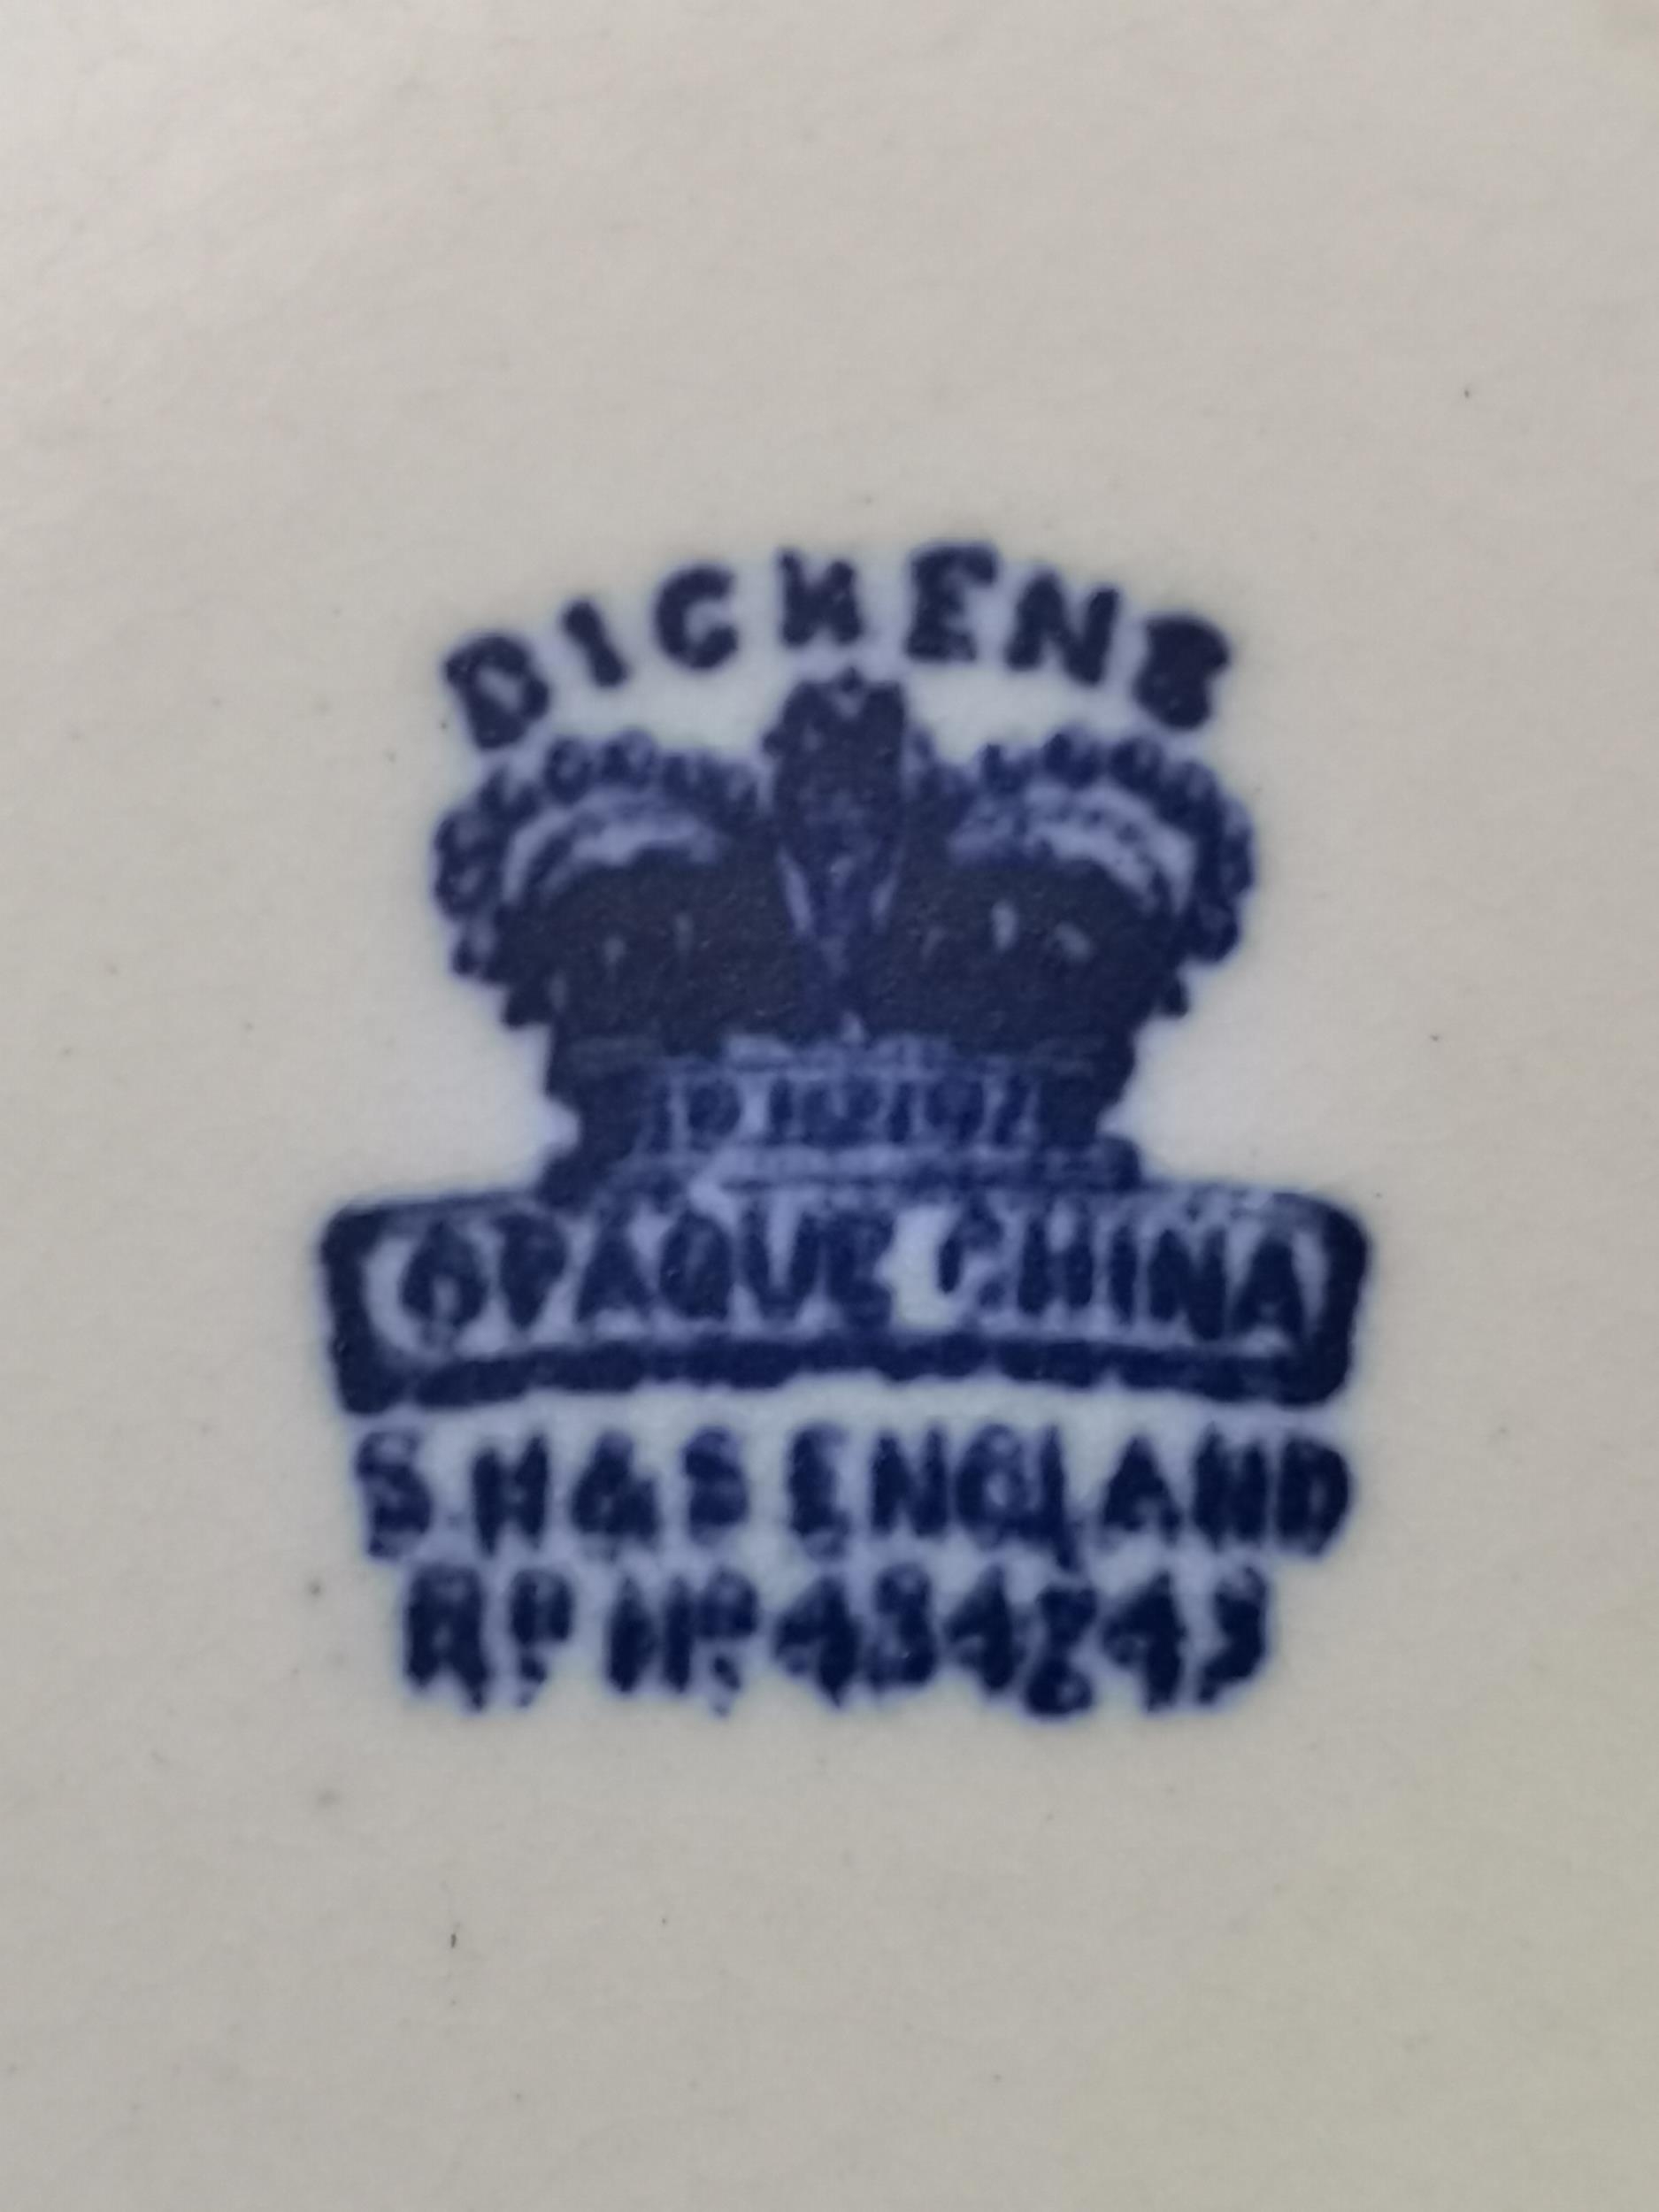 DICKENS
OPAQUE CHINA
S.H & S ENGLAND